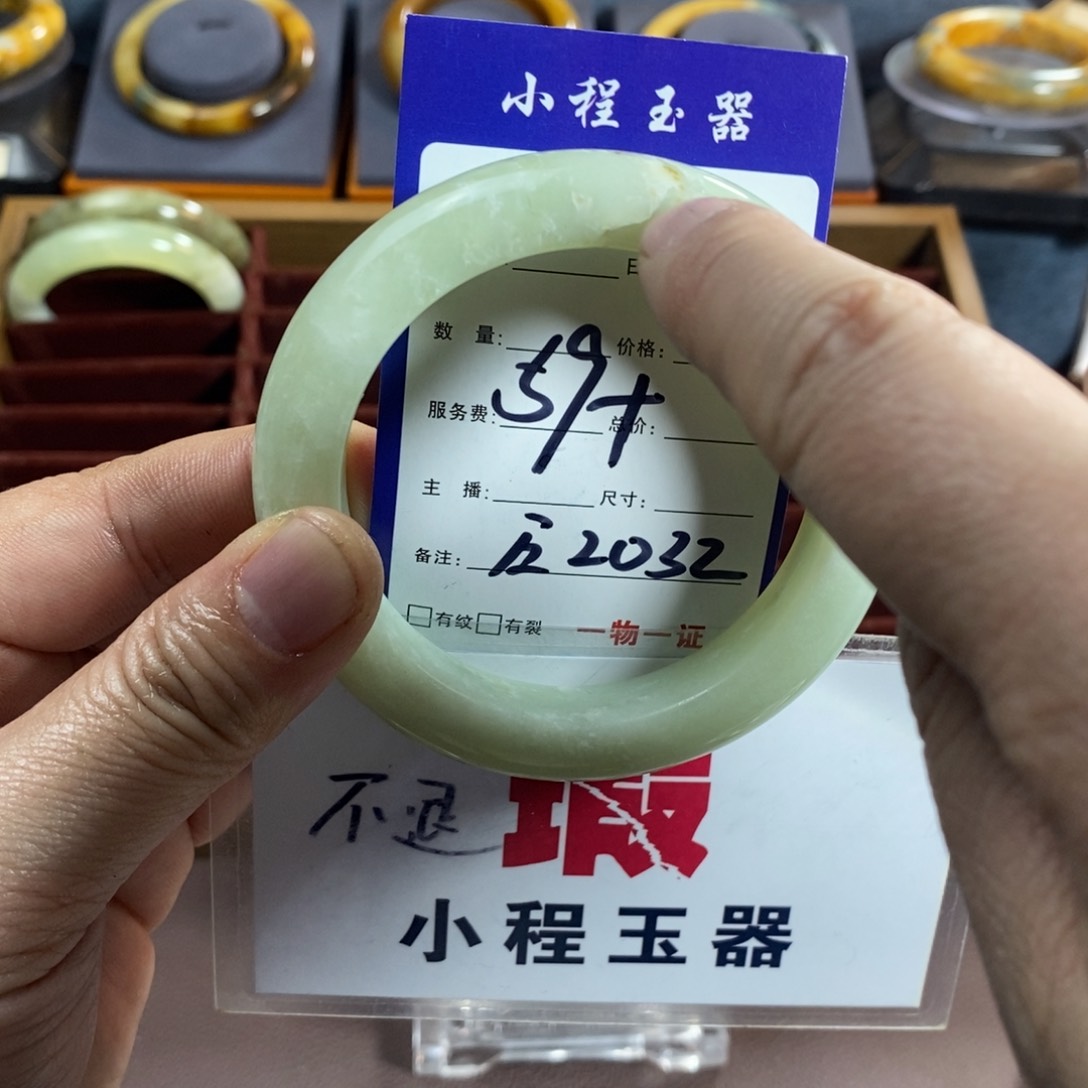 小程玉器
日
数 量: 价格:
59+
服务费: 总价:
主 播: 尺寸:
备注: 2032
有纹 有裂 一物一证
不退 瑕
小程玉器